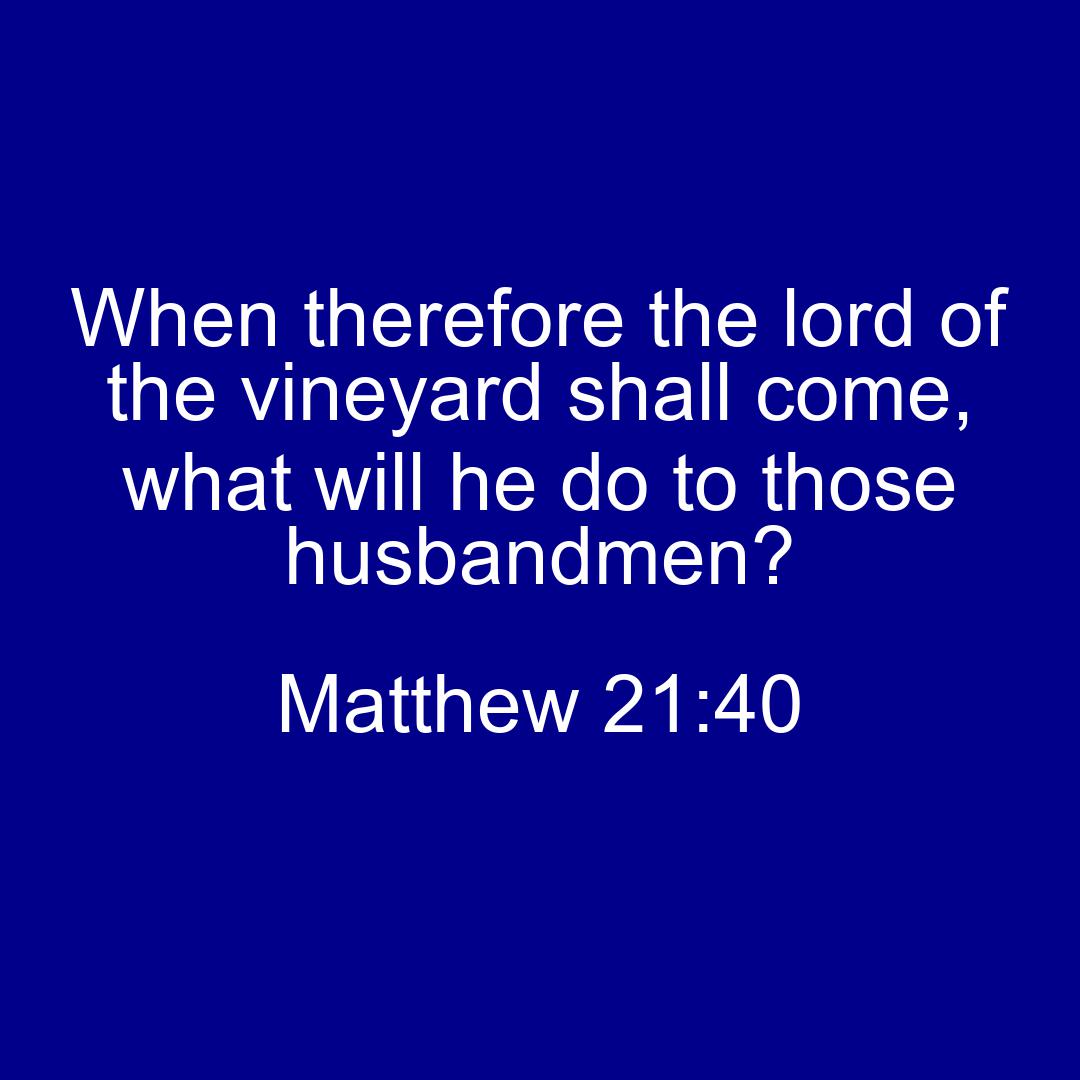 When therefore the lord of
the vineyard shall come,
what will he do to those
husbandmen?
Matthew 21:40